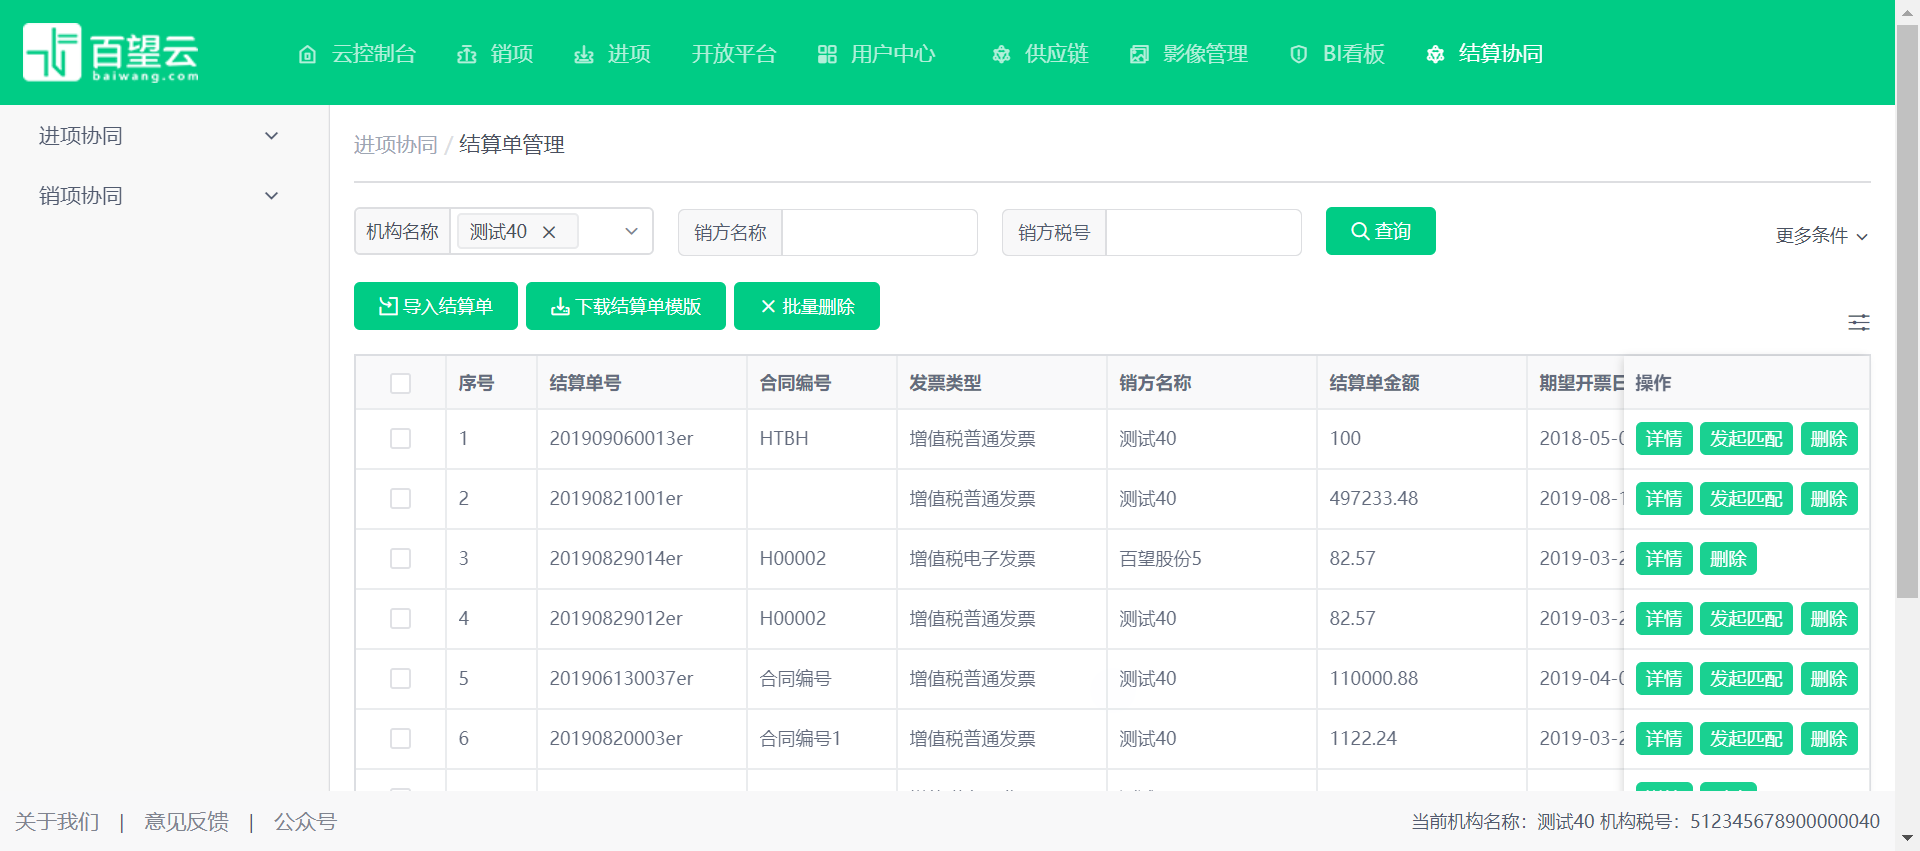 百望云
baiwang.com
云控制台 销项 进项 开放平台 用户中心 供应链 影像管理 BI看板 结算协同
进项协同
销项协同
进项协同 / 结算单管理
机构名称 测试40 销方名称 销方税号 查询 更多条件
导入结算单 下载结算单模版 批量删除
序号 结算单号 合同编号 发票类型 销方名称 结算单金额 期望开票日 操作
1 201909060013er HTBH 增值税普通发票 测试40 100 2018-05-0 详情 发起匹配 删除
2 20190821001er 增值税普通发票 测试40 497233.48 2019-08-1 详情 发起匹配 删除
3 20190829014er H00002 增值税电子发票 百望股份5 82.57 2019-03-2 详情 删除
4 20190829012er H00002 增值税普通发票 测试40 82.57 2019-03-2 详情 发起匹配 删除
5 201906130037er 合同编号 增值税普通发票 测试40 110000.88 2019-04-0 详情 发起匹配 删除
6 20190820003er 合同编号1 增值税普通发票 测试40 1122.24 2019-03-2 详情 发起匹配 删除
关于我们 | 意见反馈 | 公众号 当前机构名称：测试40 机构税号：512345678900000040